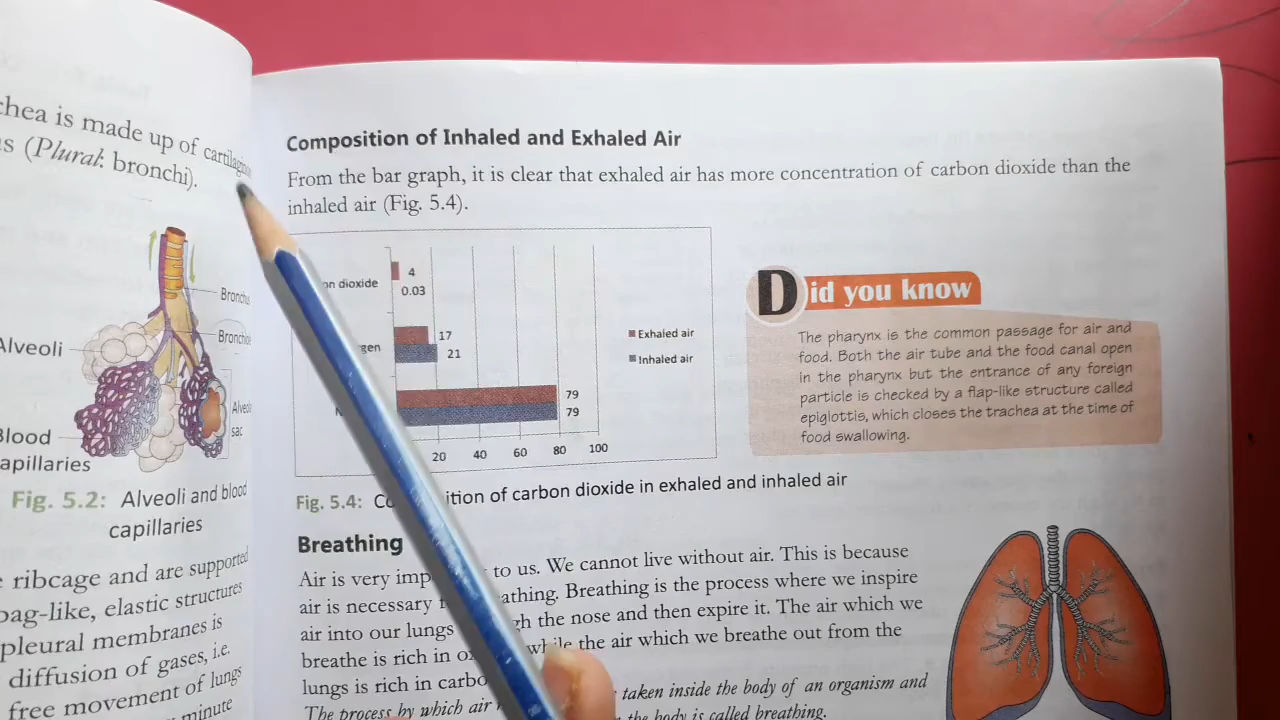 chea is made up of cartilaginous
s (Plural: bronchi).
Bronchus
Alveoli
Blood
capillaries
sac
Fig. 5.2: Alveoli and blood
capillaries
ribcage and are supported
bag-like, elastic structures
pleural membranes is
diffusion of gases, i.e.
free movement of lungs
minute
Composition of Inhaled and Exhaled Air
From the bar graph, it is clear that exhaled air has more concentration of carbon dioxide than the
inhaled air (Fig. 5.4).
dioxide
4
0.03
gen
17
21
79
79
20 40 60 80 100
Exhaled air
Inhaled air
Fig. 5.4: ition of carbon dioxide in exhaled and inhaled air
Did you know
The pharynx is the common passage for air and
food. Both the air tube and the food canal open
in the pharynx but the entrance of any foreign
particle is checked by a flap-like structure called
epiglottis, which closes the trachea at the time of
food swallowing.
Breathing
Air is very imp to us. We cannot live without air. This is because
air is necessary athing. Breathing is the process where we inspire
air into our lungs gh the nose and then expire it. The air which we
breathe is rich in while the air which we breathe out from the
lungs is rich in carbo
taken inside the body of an organism and
The process by which air the body is called breathing.